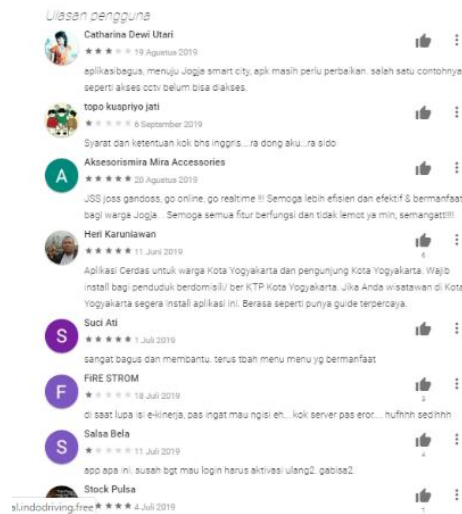 Ulasan pengguna
Catharina Dewi Utari
19 Agustus 2019
aplikasibagus, menuju Jogja smart city, apk masih perlu perbaikan. salah satu contohnya
seperti akses cctv belum bisa diakses.
topo kuspriyo jati
6 September 2019
Syarat dan ketentuan kok bhs inggris....ra dong aku...ra sido
A
Aksesorismira Mira Accessories
20 Agustus 2019
JSS joss gandoss, go online, go realtime !!! Semoga lebih efisien dan efektif & bermanfaat
bagi warga Jogja... Semoga semua fitur berfungsi dan tidak lemot ya min, semangatt!!!!
Heri Karuniawan
11 Juni 2019
6
Aplikasi Cerdas untuk warga Kota Yogyakarta dan pengunjung Kota Yogyakarta. Wajib
install bagi penduduk berdomisili/ ber KTP Kota Yogyakarta. Jika Anda wisatawan di Kota
Yogyakarta segera install aplikasi ini. Berasa seperti punya guide terpercaya.
S
Suci Ati
1 Juli 2019
sangat bagus dan membantu. terus tbah menu menu yg bermanfaat
F
FiRE STROM
18 Juli 2019
3
di saat lupa isi e-kinerja, pas ingat mau ngisi eh... kok server pas eror.... hufhhh sedihhh
S
Salsa Bela
11 Juli 2019
app apa ini, susah bgt mau login harus aktivasi ulang2. gabisa2.
Stock Pulsa
4 Juli 2019
1
al.indodriving.free